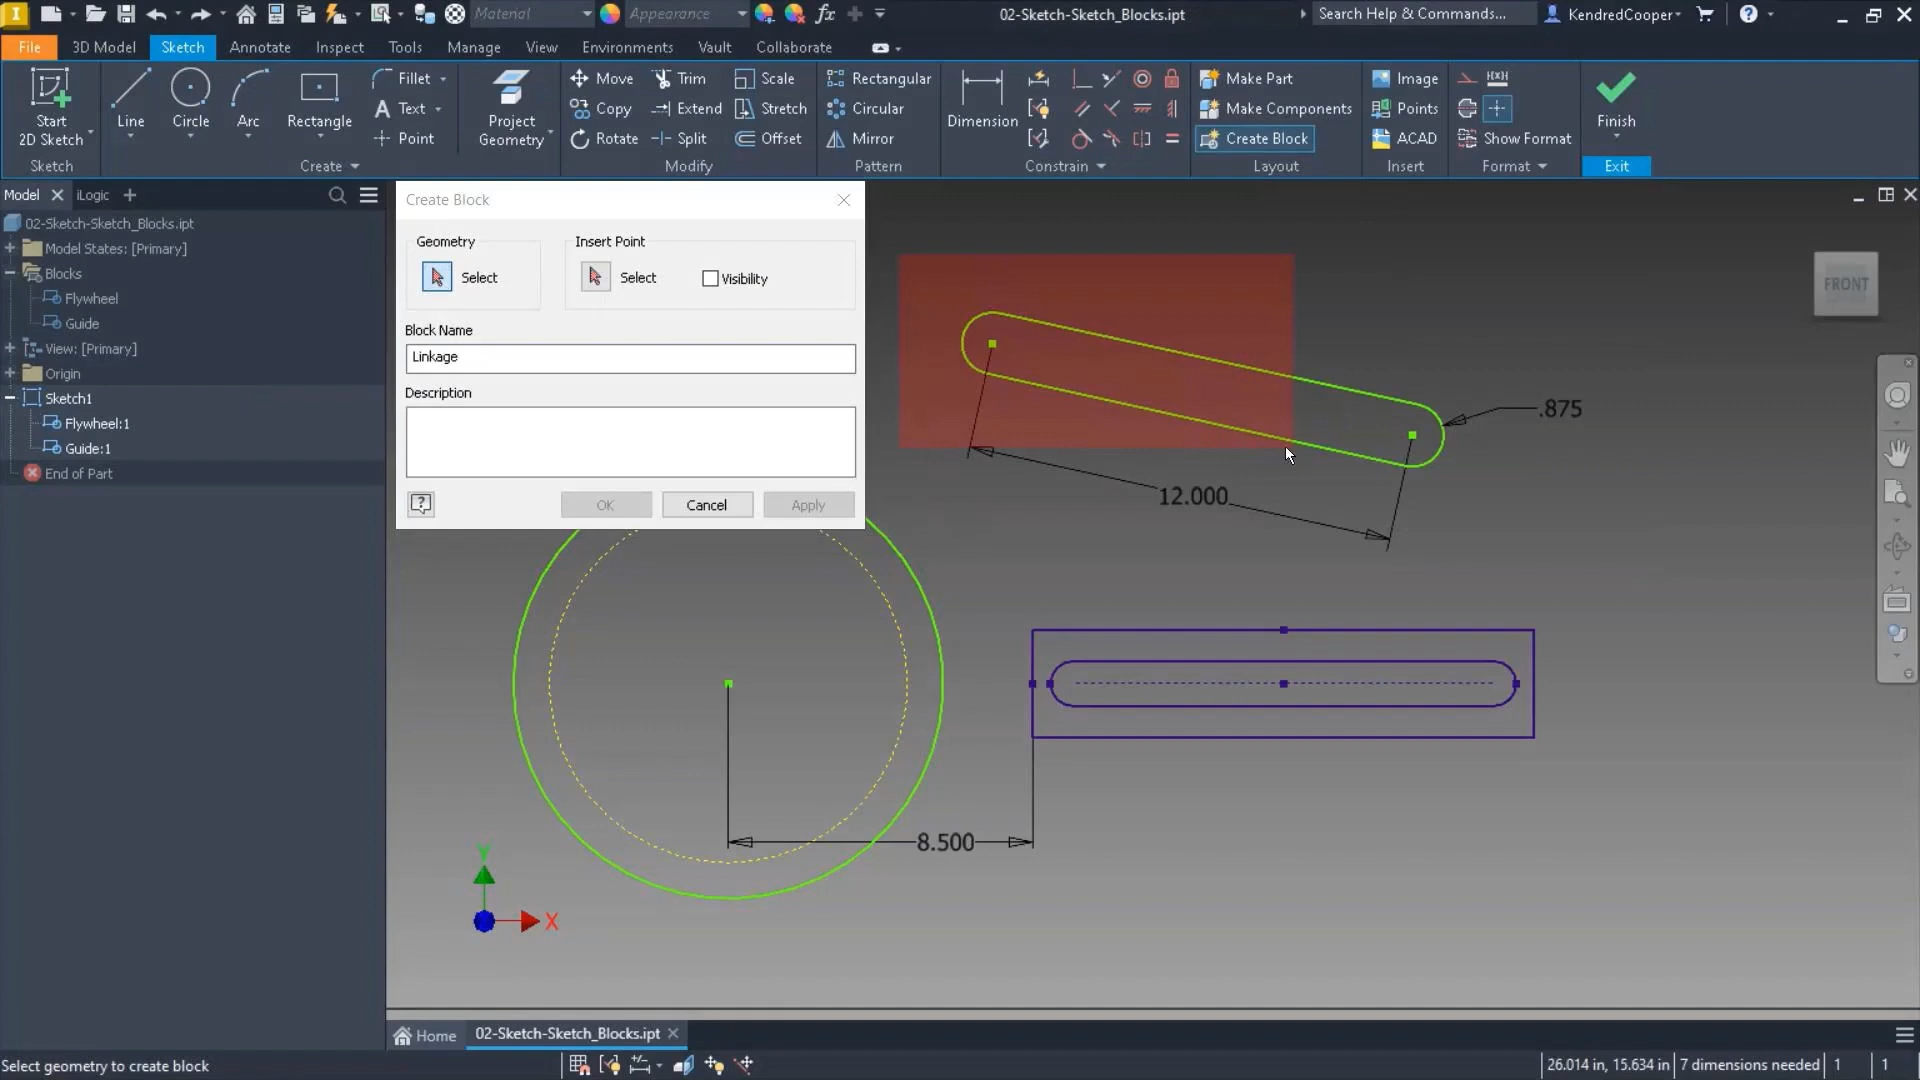 Material
Appearance
fx
02-Sketch-Sketch_Blocks.ipt
Search Help & Commands...
KendredCooper
File
3D Model
Sketch
Annotate
Inspect
Tools
Manage
View
Environments
Vault
Collaborate
Start
2D Sketch
Sketch
Line
Circle
Arc
Rectangle
Fillet
Text
Point
Create
Project
Geometry
Move
Copy
Rotate
Trim
Extend
Split
Scale
Stretch
Offset
Modify
Rectangular
Circular
Mirror
Pattern
Dimension
Constrain
Make Part
Make Components
Create Block
Layout
Image
Points
ACAD
Insert
Show Format
Format
Finish
Exit
Model
iLogic
02-Sketch-Sketch_Blocks.ipt
Model States: [Primary]
Blocks
Flywheel
Guide
View: [Primary]
Origin
Sketch1
Flywheel:1
Guide:1
End of Part
Create Block
Geometry
Select
Insert Point
Select
Visibility
Block Name
Linkage
Description
OK
Cancel
Apply
FRONT
.875
12.000
8.500
Y
X
Home
02-Sketch-Sketch_Blocks.ipt
Select geometry to create block
26.014 in, 15.634 in
7 dimensions needed
1
1